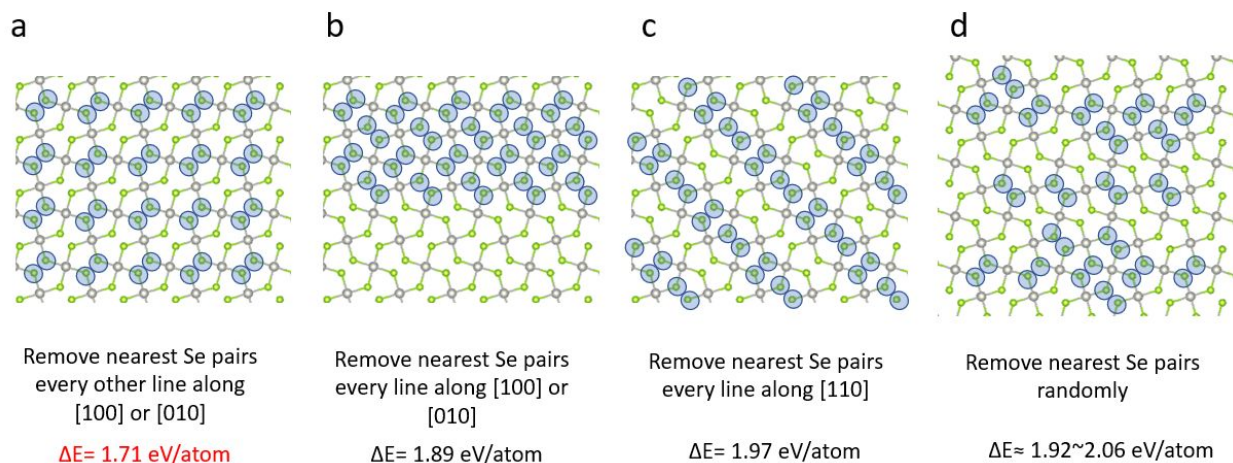 a
b
c
d
Remove nearest Se pairs
every other line along
[100] or [010]
ΔE= 1.71 eV/atom
Remove nearest Se pairs
every line along [100] or
[010]
ΔE= 1.89 eV/atom
Remove nearest Se pairs
every line along [110]
ΔE= 1.97 eV/atom
Remove nearest Se pairs
randomly
ΔE≈ 1.92~2.06 eV/atom